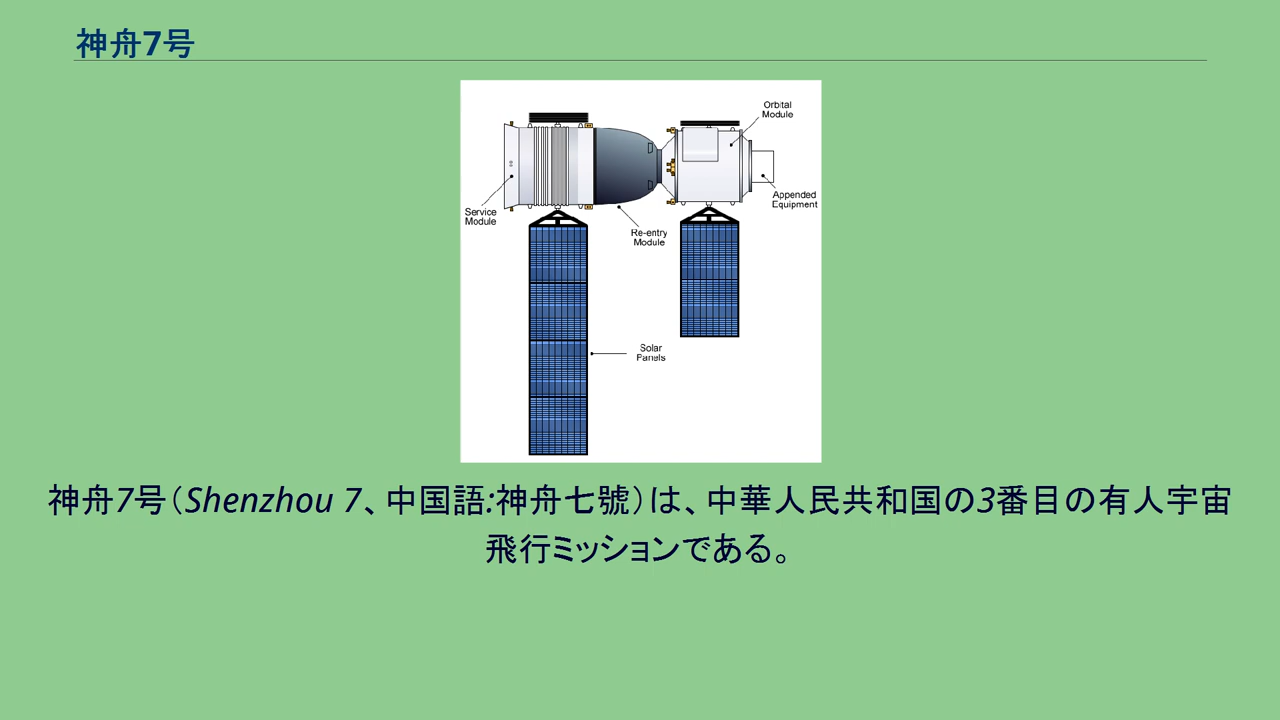 神舟7号
Orbital
Module
Appended
Equipment
Service
Module
Re-entry
Module
Solar
Panels
神舟7号（Shenzhou 7、中国語:神舟七號）は、中華人民共和国の3番目の有人宇宙
飛行ミッションである。